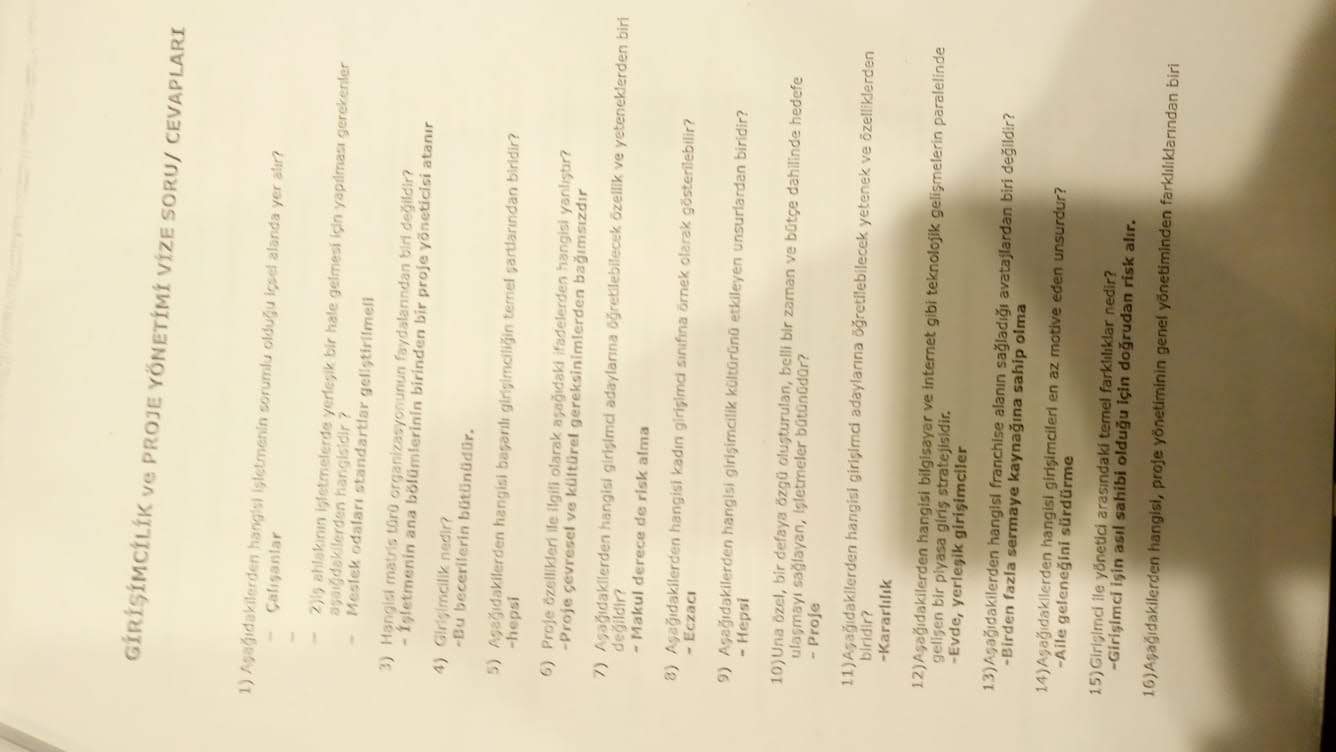 GİRİŞİMCİLİK ve PROJE YÖNETİMİ VİZE SORU/ CEVAPLARI
1) Aşağıdakilerden hangisi işletmenin sorumlu olduğu içsel alanda yer alır?
– Çalışanlar
–
– 2)iş ahlakının işletmelerde yerleşik bir hale gelmesi için yapılması gerekenler
aşağıdakilerden hangisidir ?
– Meslek odaları standartlar geliştirilmeli
3) Hangisi matris türü organizasyonun faydalarından biri değildir?
- İşletmenin ana bölümlerinin birinden bir proje yöneticisi atanır
4) Girişimcilik nedir?
-Bu becerilerin bütünüdür.
5) Aşağıdakilerden hangisi başarılı girişimciliğin temel şartlarından biridir?
-hepsi
6) Proje özellikleri ile ilgili olarak aşağıdaki ifadelerden hangisi yanlıştır?
-Proje çevresel ve kültürel gereksinimlerden bağımsızdır
7) Aşağıdakilerden hangisi girişimci adaylarına öğretilebilecek özellik ve yeteneklerden biri
değildir?
- Makul derece de risk alma
8) Aşağıdakilerden hangisi kadın girişimci sınıfına örnek olarak gösterilebilir?
- Eczacı
9) Aşağıdakilerden hangisi girişimcilik kültürünü etkileyen unsurlardan biridir?
- Hepsi
10)Una özel, bir defaya özgü oluşturulan, belli bir zaman ve bütçe dahilinde hedefe
ulaşmayı sağlayan, işletmeler bütünüdür?
- Proje
11)Aşağıdakilerden hangisi girişimci adaylarına öğretilebilecek yetenek ve özelliklerden
biridir?
-Kararlılık
12)Aşağıdakilerden hangisi bilgisayar ve internet gibi teknolojik gelişmelerin paralelinde
gelişen bir piyasa giriş stratejisidir.
-Evde, yerleşik girişimciler
13)Aşağıdakilerden hangisi franchise alanın sağladığı avatajlardan biri değildir?
-Birden fazla sermaye kaynağına sahip olma
14)Aşağıdakilerden hangisi girişimcileri en az motive eden unsurdur?
-Aile geleneğini sürdürme
15)Girişimci ile yönetici arasındaki temel farklılıklar nedir?
-Girişimci işin asıl sahibi olduğu için doğrudan risk alır.
16)Aşağıdakilerden hangisi, proje yönetiminin genel yönetiminden farklılıklarından biri